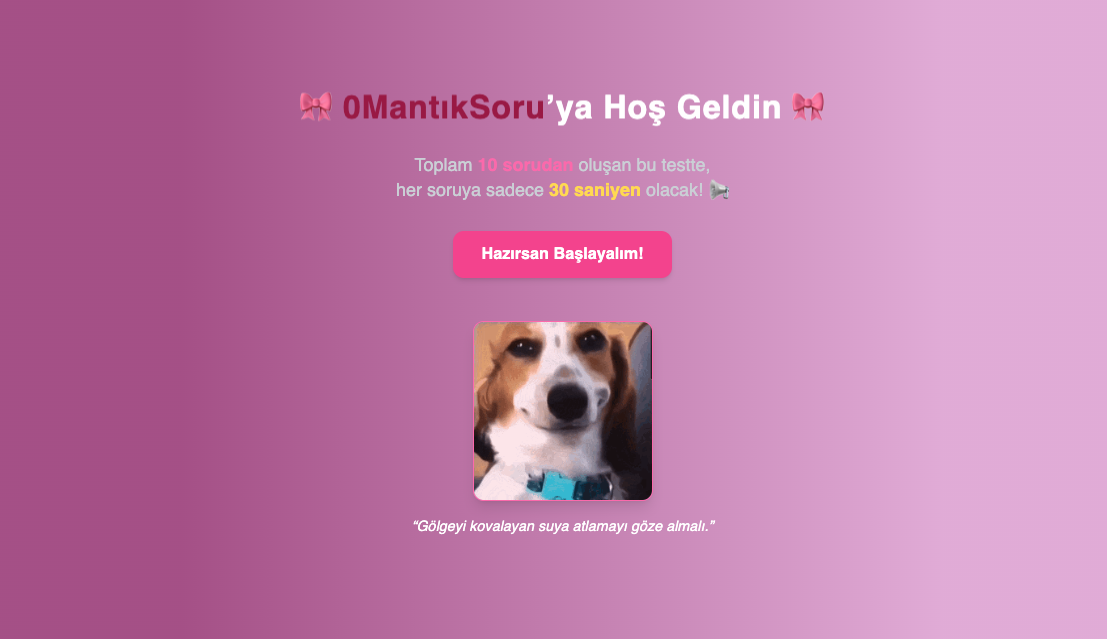 0MantıkSoru’ya Hoş Geldin
Toplam 10 sorudan oluşan bu testte,
her soruya sadece 30 saniyen olacak!
Hazırsan Başlayalım!
“Gölgeyi kovalayan suya atlamayı göze almalı.”